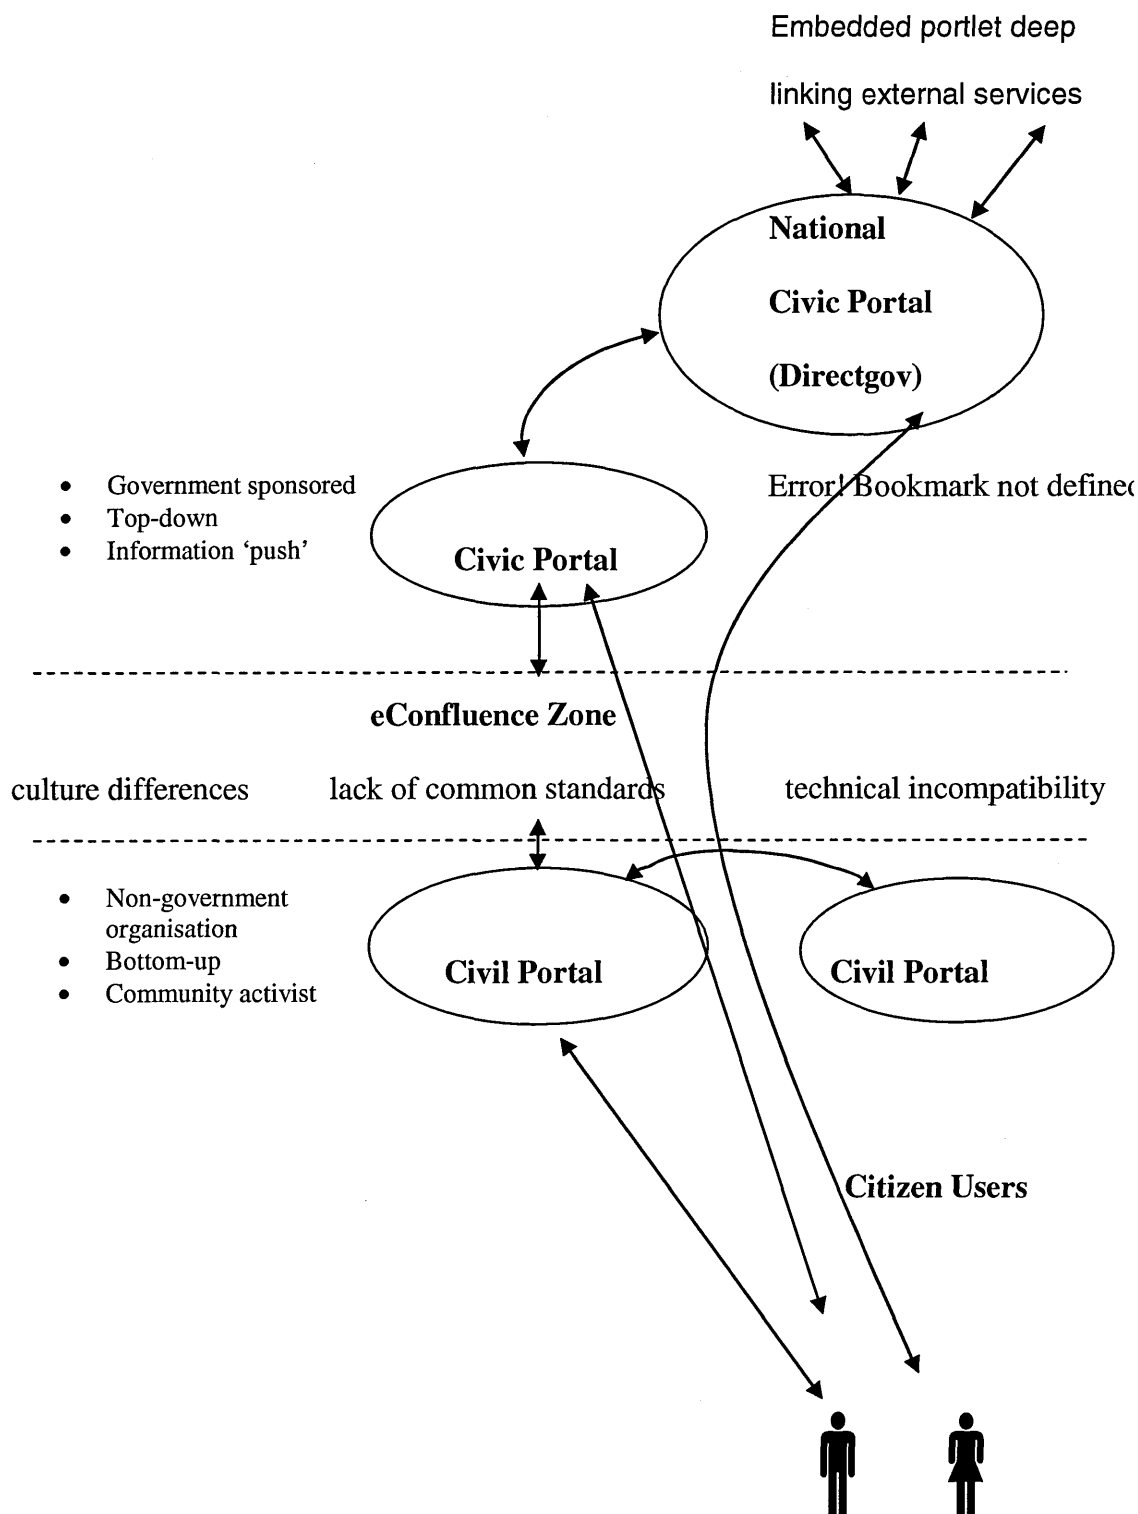 Embedded portlet deep
linking external services
National
Civic Portal
(Directgov)
• Government sponsored
• Top-down
• Information ‘push’
Error! Bookmark not defined
Civic Portal
eConfluence Zone
culture differences
lack of common standards
technical incompatibility
• Non-government
organisation
• Bottom-up
• Community activist
Civil Portal
Civil Portal
Citizen Users